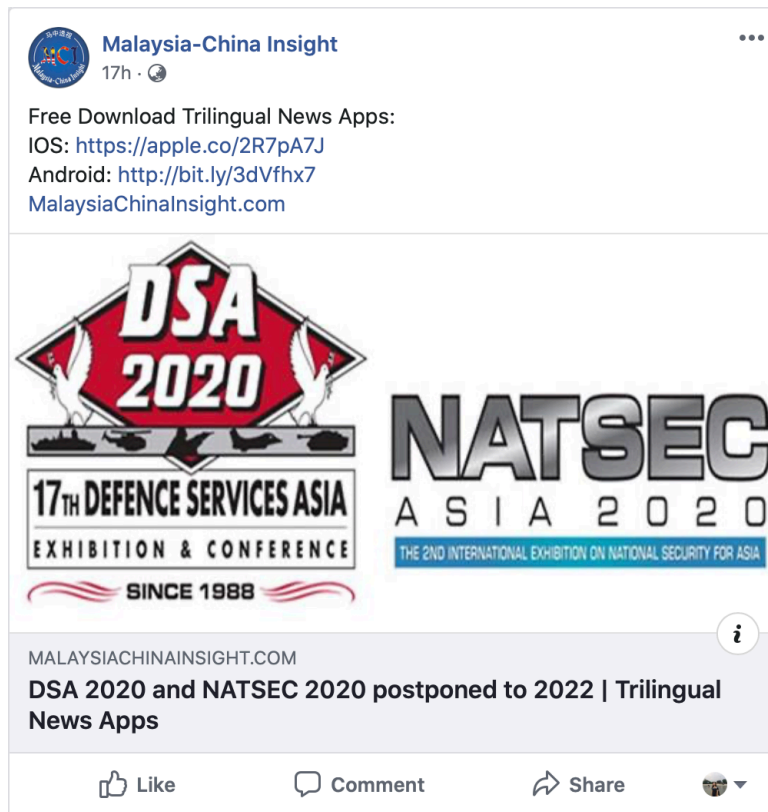 Malaysia-China Insight
17h ·
Free Download Trilingual News Apps:
IOS: https://apple.co/2R7pA7J
Android: http://bit.ly/3dVfhx7
MalaysiaChinaInsight.com
DSA
2020
17TH DEFENCE SERVICES ASIA
EXHIBITION & CONFERENCE
SINCE 1988
NATSEC
ASIA 2020
THE 2ND INTERNATIONAL EXHIBITION ON NATIONAL SECURITY FOR ASIA
MALAYSIACHINAINSIGHT.COM
DSA 2020 and NATSEC 2020 postponed to 2022 | Trilingual
News Apps
Like Comment Share